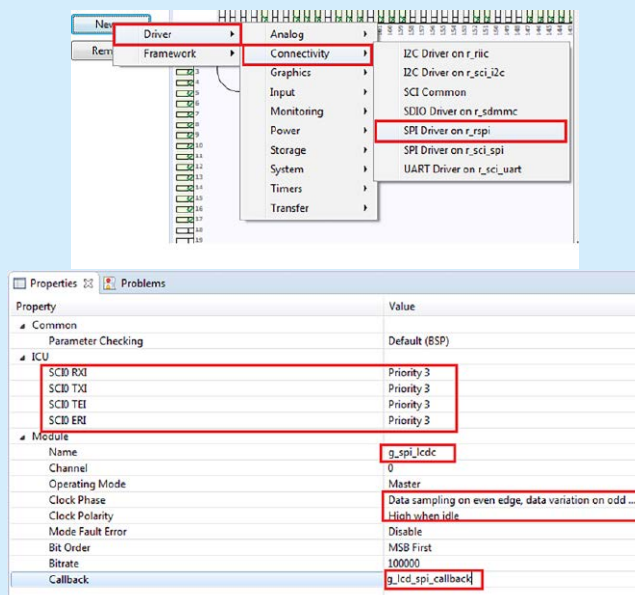 New
Driver
Analog
Rem
Framework
Connectivity
I2C Driver on r_riic
Graphics
I2C Driver on r_sci_i2c
Input
SCI Common
Monitoring
SDIO Driver on r_sdmmc
Power
SPI Driver on r_rspi
Storage
SPI Driver on r_sci_spi
System
UART Driver on r_sci_uart
Timers
Transfer
Properties Problems
Property Value
Common
Parameter Checking Default (BSP)
ICU
SCI0 RXI Priority 3
SCI0 TXI Priority 3
SCI0 TEI Priority 3
SCI0 ERI Priority 3
Module
Name g_spi_lcdc
Channel 0
Operating Mode Master
Clock Phase Data sampling on even edge, data variation on odd ...
Clock Polarity High when idle
Mode Fault Error Disable
Bit Order MSB First
Bitrate 100000
Callback g_lcd_spi_callback